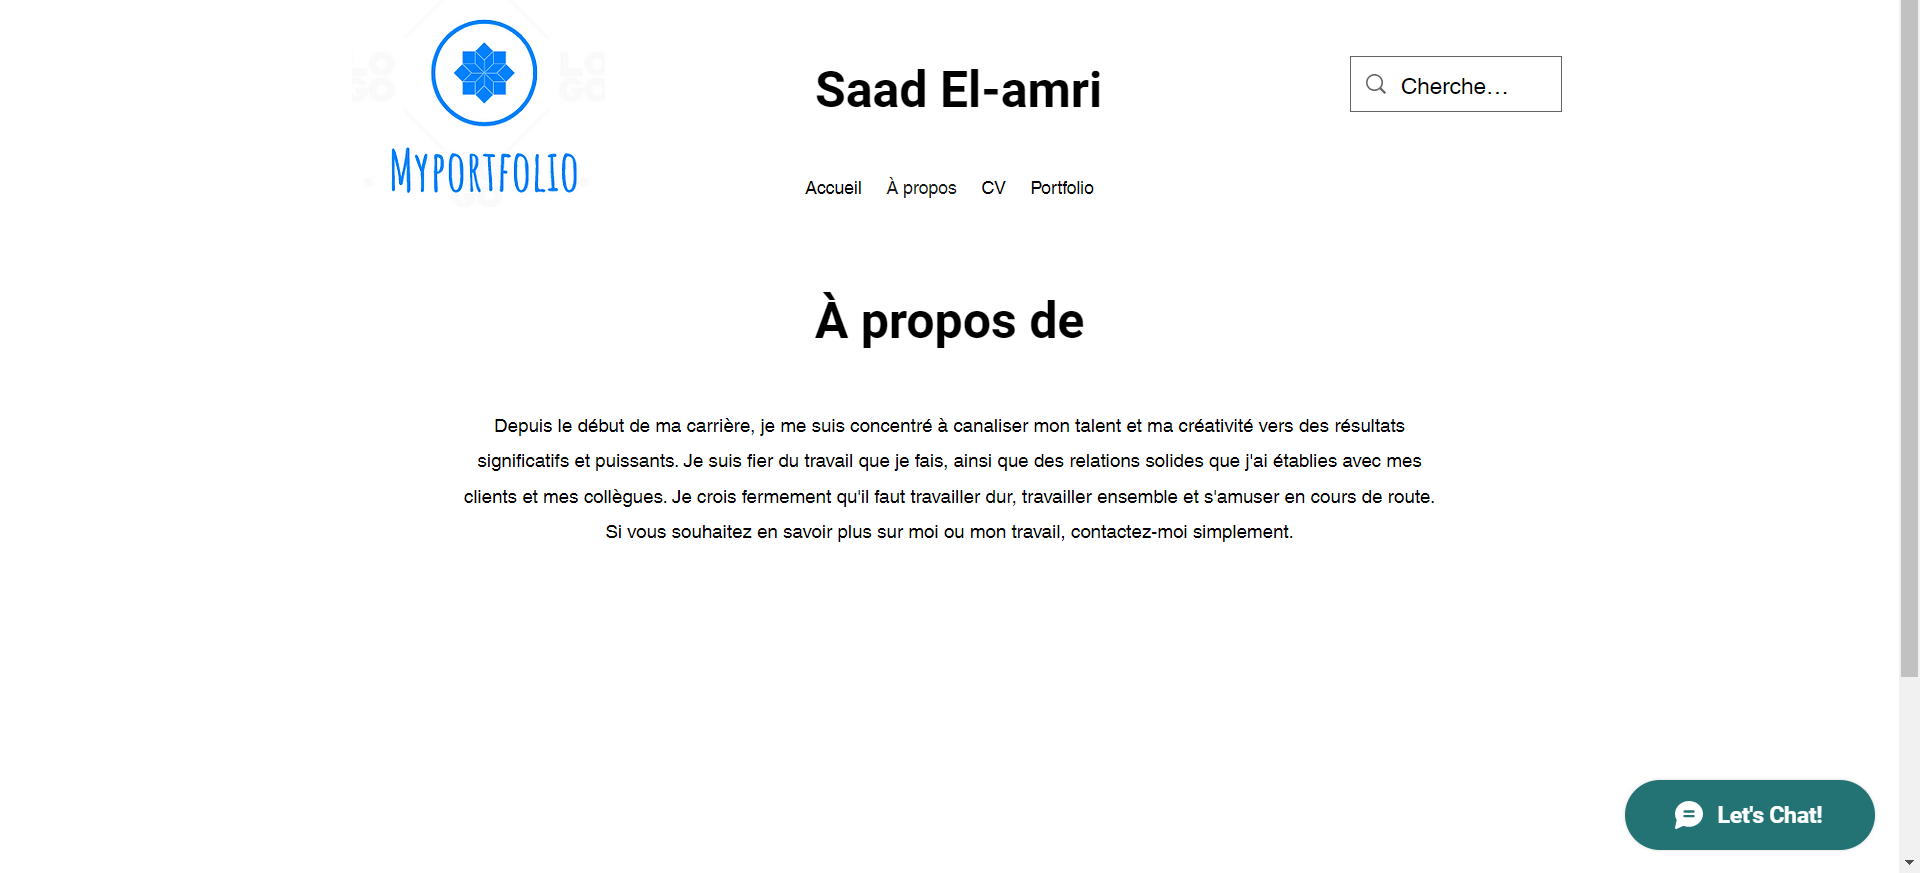 Saad El-amri
Cherche...
MYPORTFOLIO
Accueil À propos CV Portfolio
À propos de
Depuis le début de ma carrière, je me suis concentré à canaliser mon talent et ma créativité vers des résultats
significatifs et puissants. Je suis fier du travail que je fais, ainsi que des relations solides que j'ai établies avec mes
clients et mes collègues. Je crois fermement qu'il faut travailler dur, travailler ensemble et s'amuser en cours de route.
Si vous souhaitez en savoir plus sur moi ou mon travail, contactez-moi simplement.
Let's Chat!